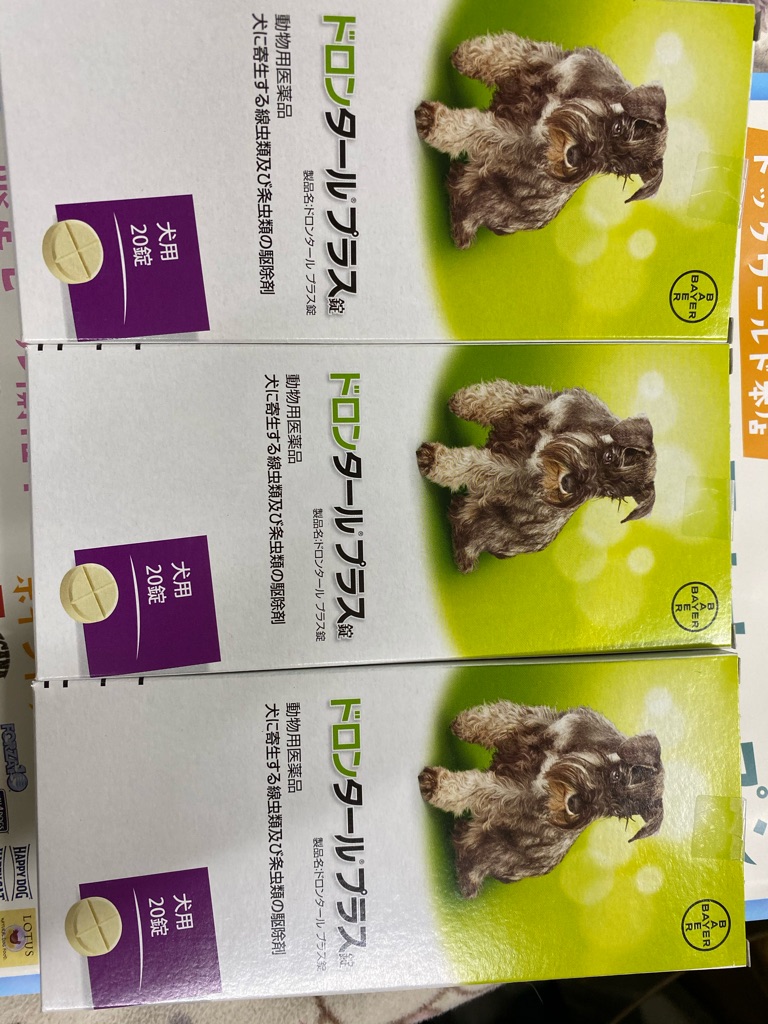 ドロンタール®プラス錠
製品名:ドロンタール プラス錠
動物用医薬品
犬に寄生する線虫類及び条虫類の駆除剤
犬用
20錠
BAYER
BAYER
ドロンタール®プラス錠
製品名:ドロンタール プラス錠
動物用医薬品
犬に寄生する線虫類及び条虫類の駆除剤
犬用
20錠
BAYER
BAYER
ドロンタール®プラス錠
製品名:ドロンタール プラス錠
動物用医薬品
犬に寄生する線虫類及び条虫類の駆除剤
犬用
20錠
BAYER
BAYER
HAPPY DOG
LOTUS